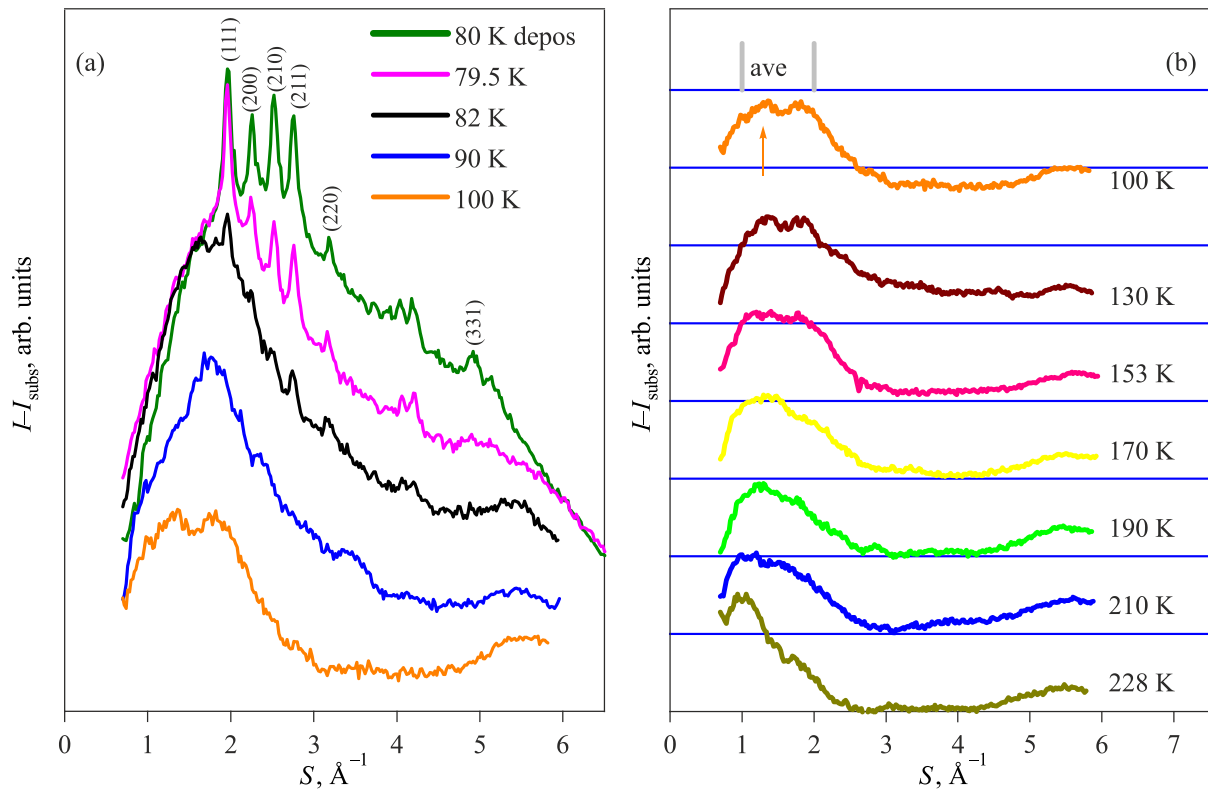 (a)
(111)
(200)
(210)
(211)
(220)
(331)
80 K depos
79.5 K
82 K
90 K
100 K
I–I_subs, arb. units
0 1 2 3 4 5 6
S, Å⁻¹
(b)
ave
100 K
130 K
153 K
170 K
190 K
210 K
228 K
I–I_subs, arb. units
0 1 2 3 4 5 6 7
S, Å⁻¹